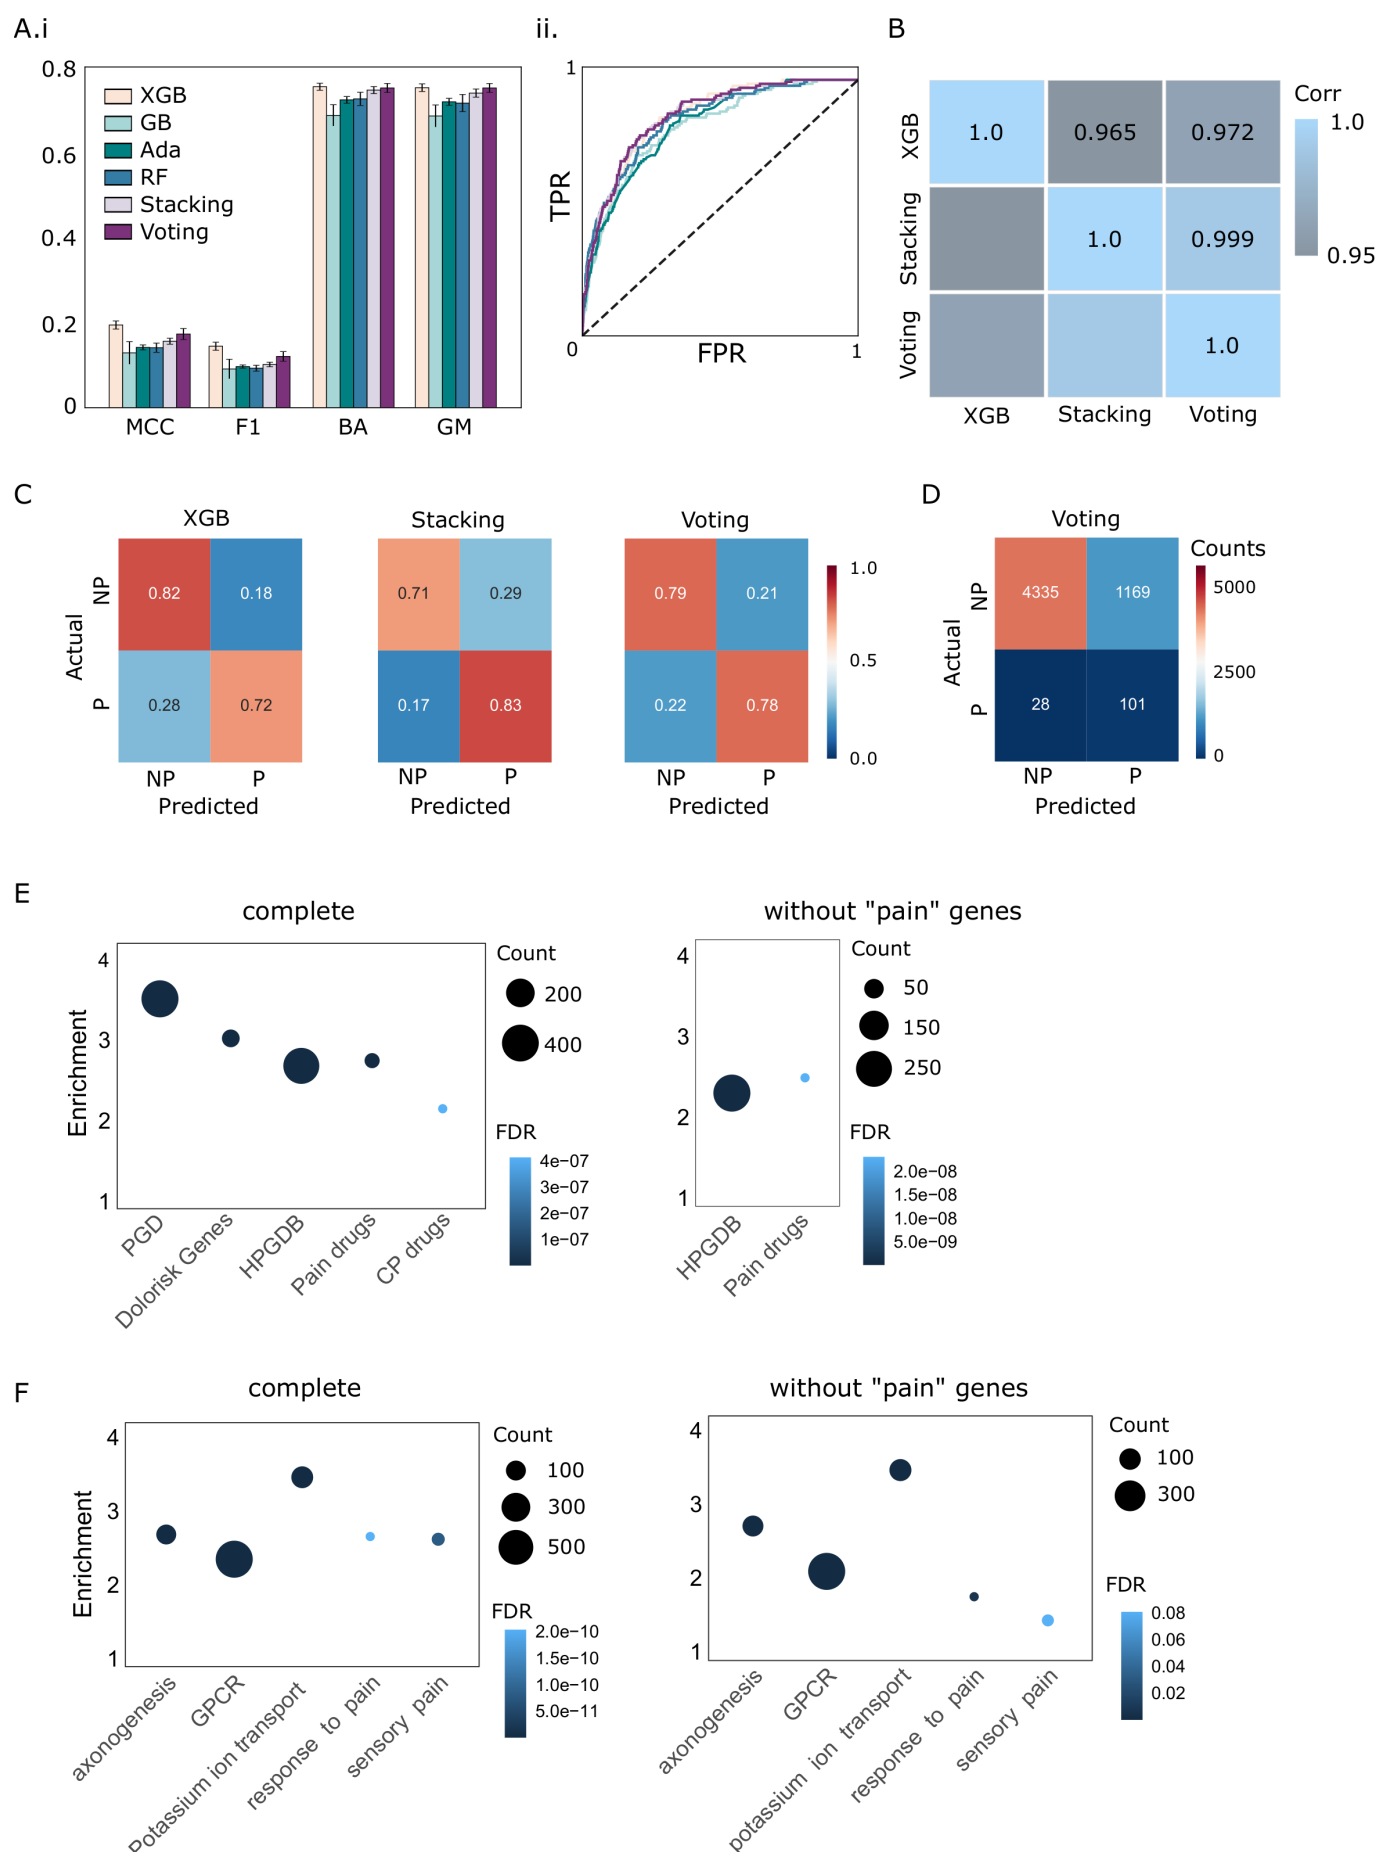 A.i
ii.
B
0.8
0.6
0.4
0.2
0
XGB
GB
Ada
RF
Stacking
Voting
MCC
F1
BA
GM
1
TPR
0
FPR
1
XGB
Stacking
Voting
1.0
0.965
0.972
1.0
0.999
1.0
XGB
Stacking
Voting
Corr
1.0
0.95
C
D
XGB
Actual
NP
P
0.82
0.18
0.28
0.72
NP
P
Predicted
Stacking
0.71
0.29
0.17
0.83
NP
P
Predicted
Voting
0.79
0.21
0.22
0.78
NP
P
Predicted
1.0
0.5
0.0
Voting
Actual
NP
P
4335
1169
28
101
NP
P
Predicted
Counts
5000
2500
0
E
complete
Enrichment
4
3
2
1
PGD
Dolorisk Genes
HPGDB
Pain drugs
CP drugs
Count
200
400
FDR
4e−07
3e−07
2e−07
1e−07
without "pain" genes
4
3
2
1
HPGDB
Pain drugs
Count
50
150
250
FDR
2.0e−08
1.5e−08
1.0e−08
5.0e−09
F
complete
Enrichment
4
3
2
1
axonogenesis
GPCR
Potassium ion transport
response to pain
sensory pain
Count
100
300
500
FDR
2.0e−10
1.5e−10
1.0e−10
5.0e−11
without "pain" genes
4
3
2
1
axonogenesis
GPCR
potassium ion transport
response to pain
sensory pain
Count
100
300
FDR
0.08
0.06
0.04
0.02